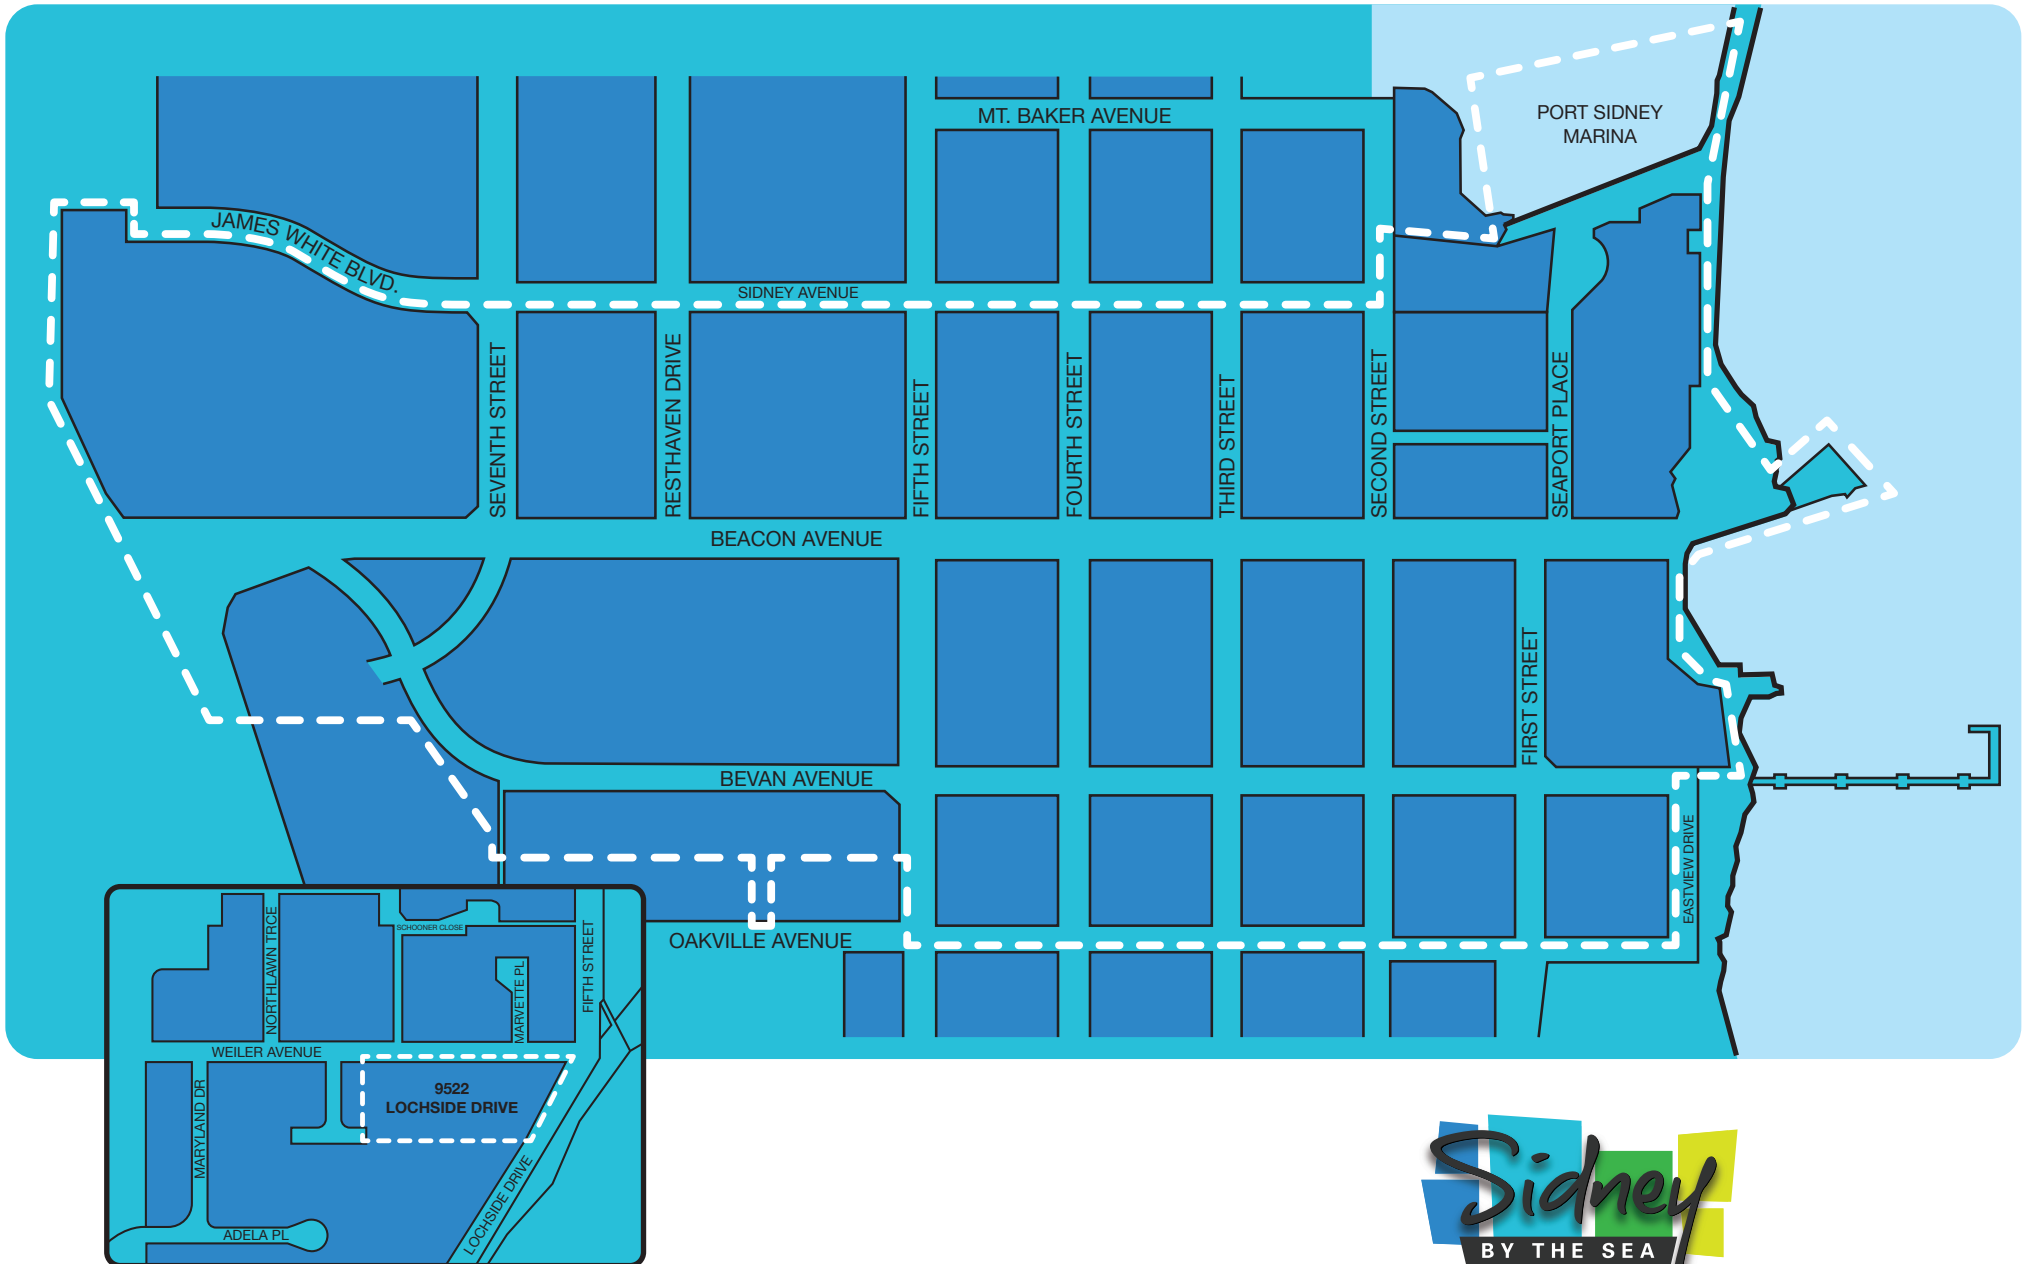 PORT SIDNEY
MARINA
MT. BAKER AVENUE
JAMES WHITE BLVD.
SIDNEY AVENUE
SEVENTH STREET
RESTHAVEN DRIVE
FIFTH STREET
FOURTH STREET
THIRD STREET
SECOND STREET
SEAPORT PLACE
BEACON AVENUE
FIRST STREET
BEVAN AVENUE
EASTVIEW DRIVE
OAKVILLE AVENUE
NORTHLAWN TRCE
SCHOONER CLOSE
MARVETTE PL
FIFTH STREET
WEILER AVENUE
MARYLAND DR
9522
LOCHSIDE DRIVE
LOCHSIDE DRIVE
ADELA PL
Sidney
BY THE SEA